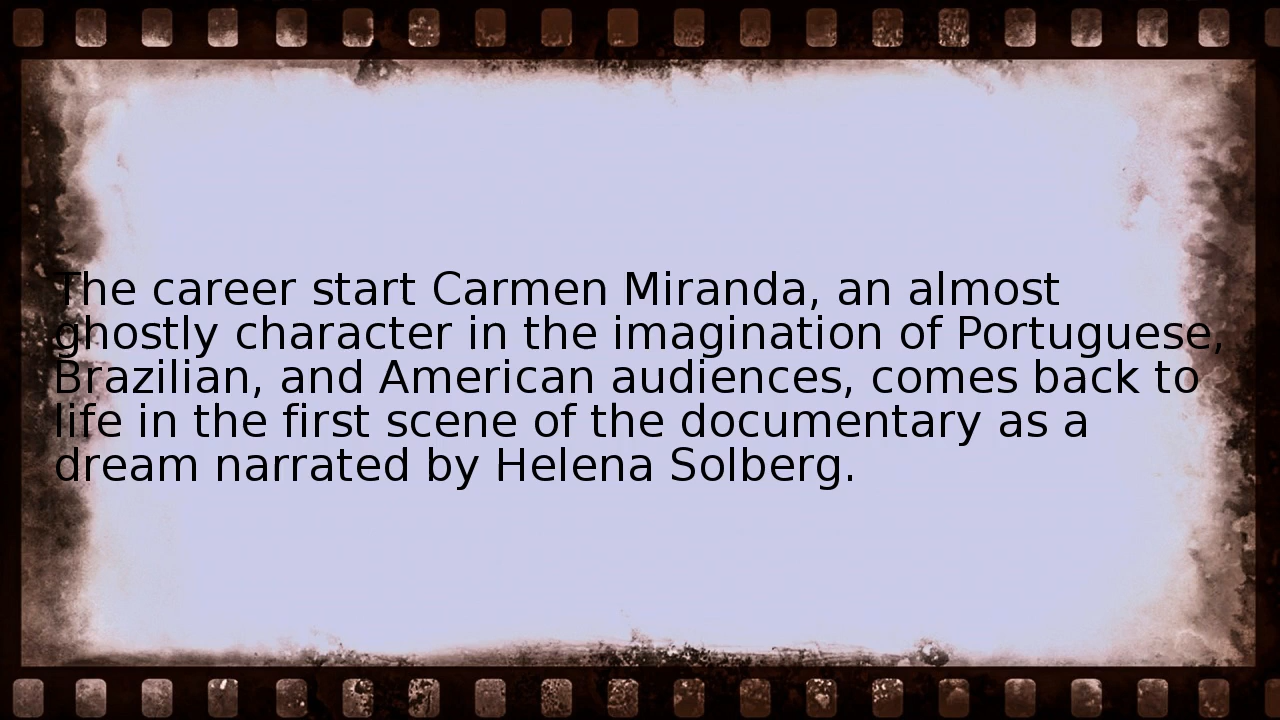 The career start Carmen Miranda, an almost
ghostly character in the imagination of Portuguese,
Brazilian, and American audiences, comes back to
life in the first scene of the documentary as a
dream narrated by Helena Solberg.